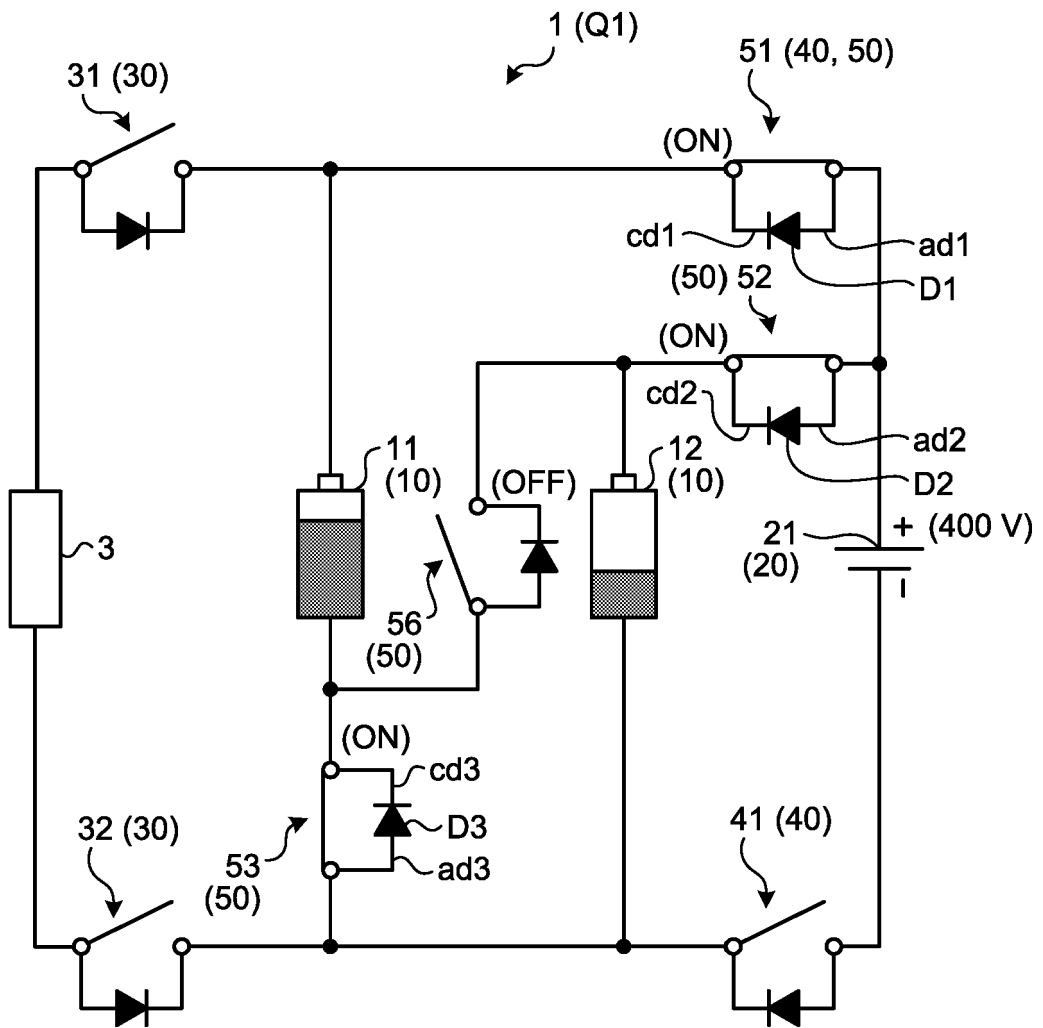 1 (Q1)
31 (30)
51 (40, 50)
(ON)
cd1
ad1
D1
(50) 52
(ON)
cd2
ad2
D2
11
(10)
(OFF)
12
(10)
3
21
(20)
+ (400 V)
−
56
(50)
(ON)
cd3
D3
ad3
53
(50)
32 (30)
41 (40)